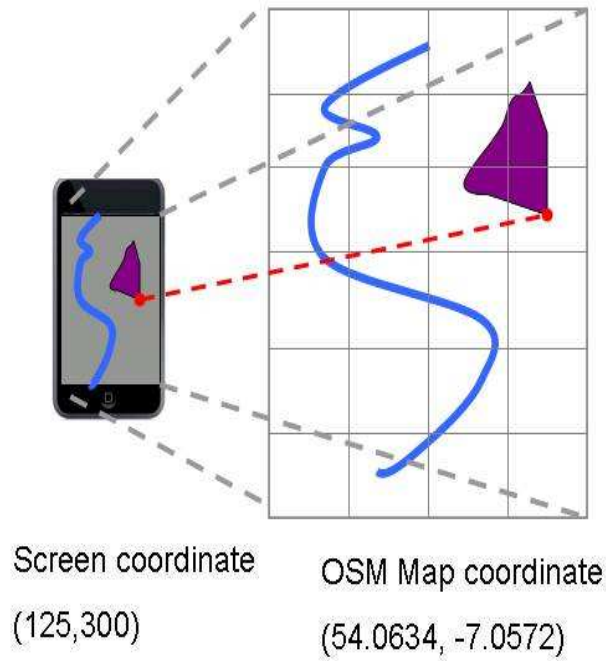 Screen coordinate
(125,300)
OSM Map coordinate
(54.0634, -7.0572)